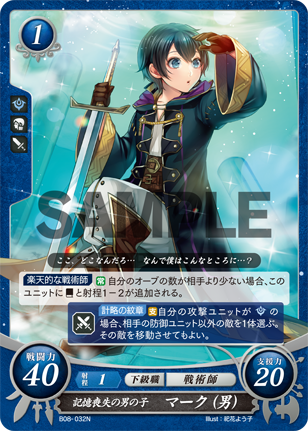 1
SAMPLE
ここ、どこなんだろ… なんで僕はこんなところに…?
楽天的な戦術師 常 自分のオーブの数が相手より少ない場合、この
ユニットに と射程1-2が追加される。
計略の紋章 支 自分の攻撃ユニットが
の場合、相手の防御ユニット以外の敵を1体選ぶ。
その敵を移動させてもよい。
戦闘力
40
射程 1 下級職 戦術師
支援力
20
記憶喪失の男の子 マーク(男)
B08-032N
Illust:祀花よう子